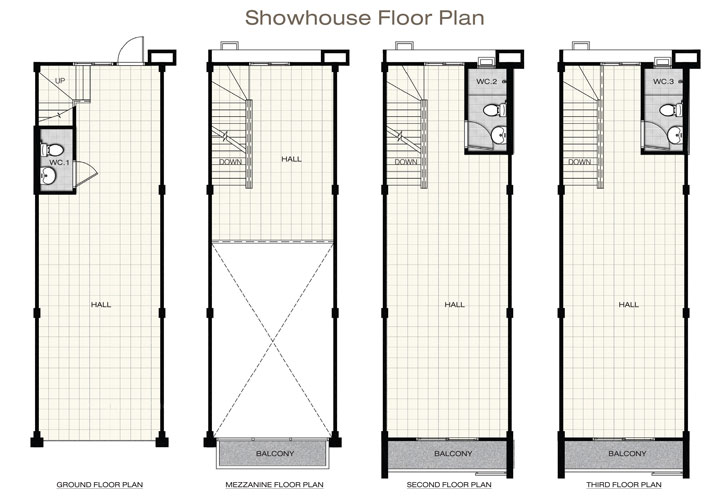 Showhouse Floor Plan
UP
WC.1
HALL
GROUND FLOOR PLAN
DOWN
HALL
BALCONY
MEZZANINE FLOOR PLAN
WC.2
DOWN
HALL
BALCONY
SECOND FLOOR PLAN
WC.3
DOWN
HALL
BALCONY
THIRD FLOOR PLAN